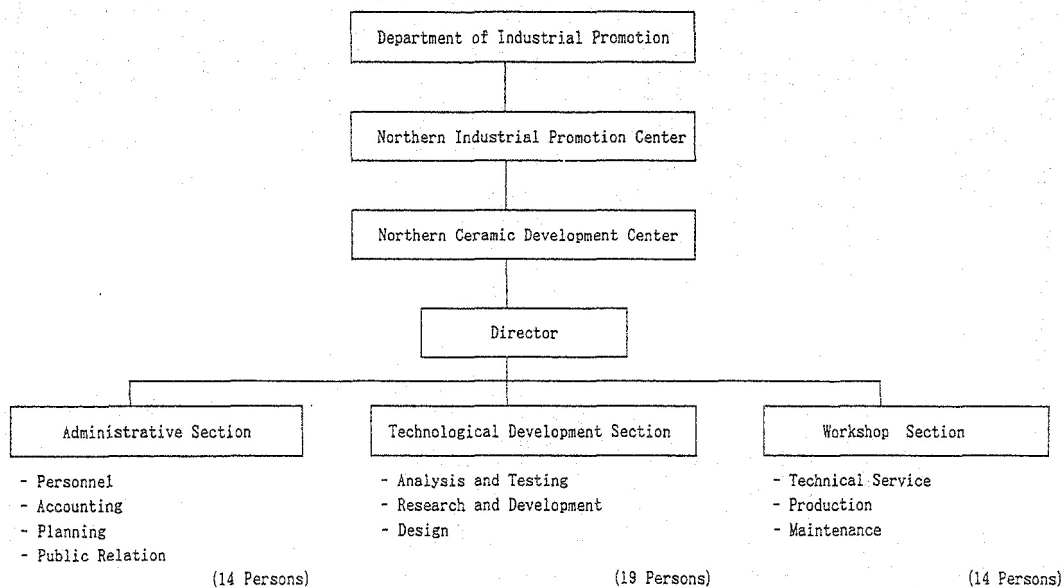 Department of Industrial Promotion
Northern Industrial Promotion Center
Northern Ceramic Development Center
Director
Administrative Section
- Personnel
- Accounting
- Planning
- Public Relation
(14 Persons)
Technological Development Section
- Analysis and Testing
- Research and Development
- Design
(19 Persons)
Workshop Section
- Technical Service
- Production
- Maintenance
(14 Persons)